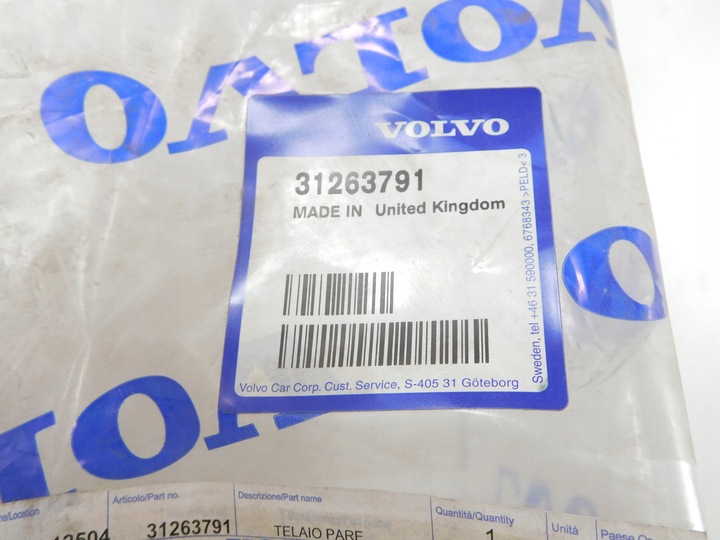 VOLVO
VOLVO
31263791
MADE IN United Kingdom
Volvo Car Corp. Cust. Service, S-405 31 Göteborg
Sweden, tel +46 31 590000, 6768343 >PELD< 3
Articolo/Part no.
Descrizione/Part name
Quantità/Quantity
Unità
31263791
TELAIO PARE
1